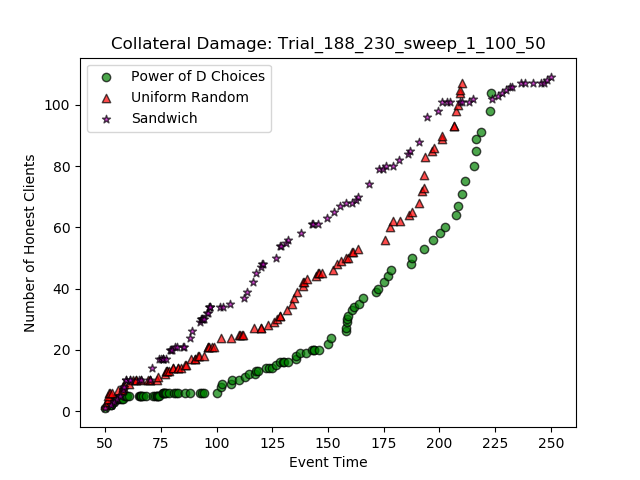 Collateral Damage: Trial_188_230_sweep_1_100_50
Power of D Choices
Uniform Random
Sandwich
Number of Honest Clients
100
80
60
40
20
0
50
75
100
125
150
175
200
225
250
Event Time